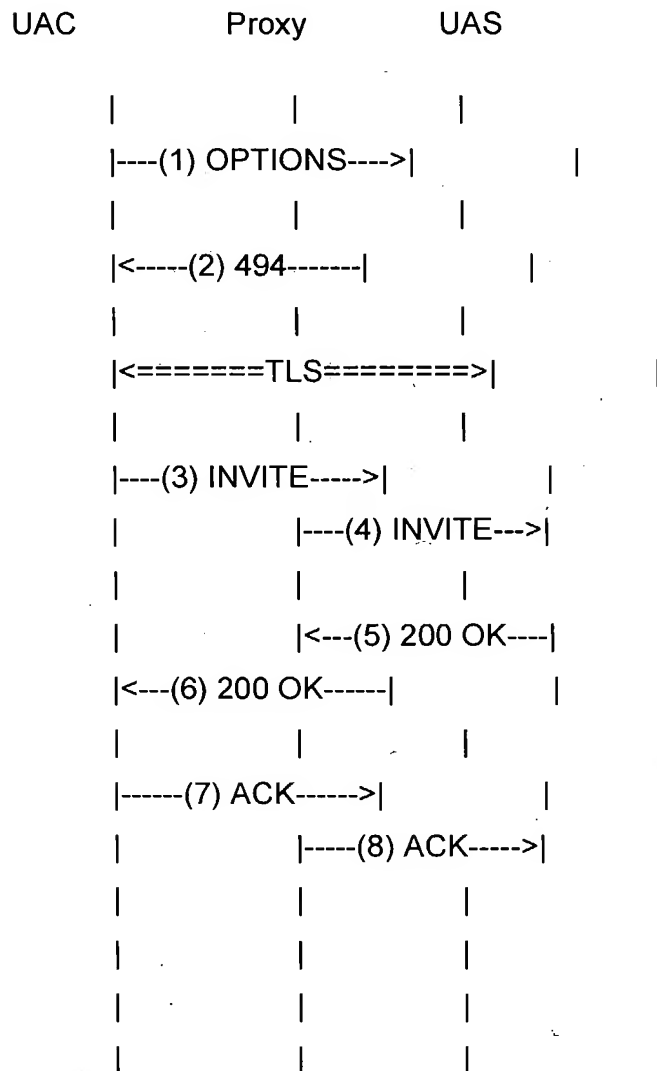 UAC Proxy UAS
| | |
|----(1) OPTIONS---->| |
| | |
|<-----(2) 494-------| |
| | |
|<=======TLS========>| |
| | |
|----(3) INVITE----->| |
| |----(4) INVITE--->|
| | |
| |<---(5) 200 OK----|
|<---(6) 200 OK------| |
| | |
|------(7) ACK------>| |
| |-----(8) ACK----->|
| | |
| | |
| | |
| | |